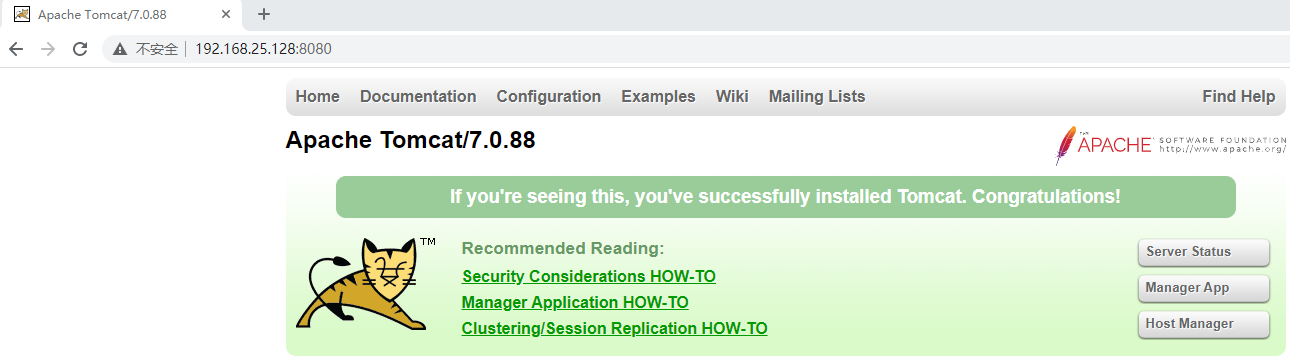 Apache Tomcat/7.0.88
不安全 192.168.25.128:8080
Home Documentation Configuration Examples Wiki Mailing Lists Find Help
Apache Tomcat/7.0.88
THE APACHE SOFTWARE FOUNDATION
http://www.apache.org/
If you're seeing this, you've successfully installed Tomcat. Congratulations!
TM
Recommended Reading:
Security Considerations HOW-TO
Manager Application HOW-TO
Clustering/Session Replication HOW-TO
Server Status
Manager App
Host Manager